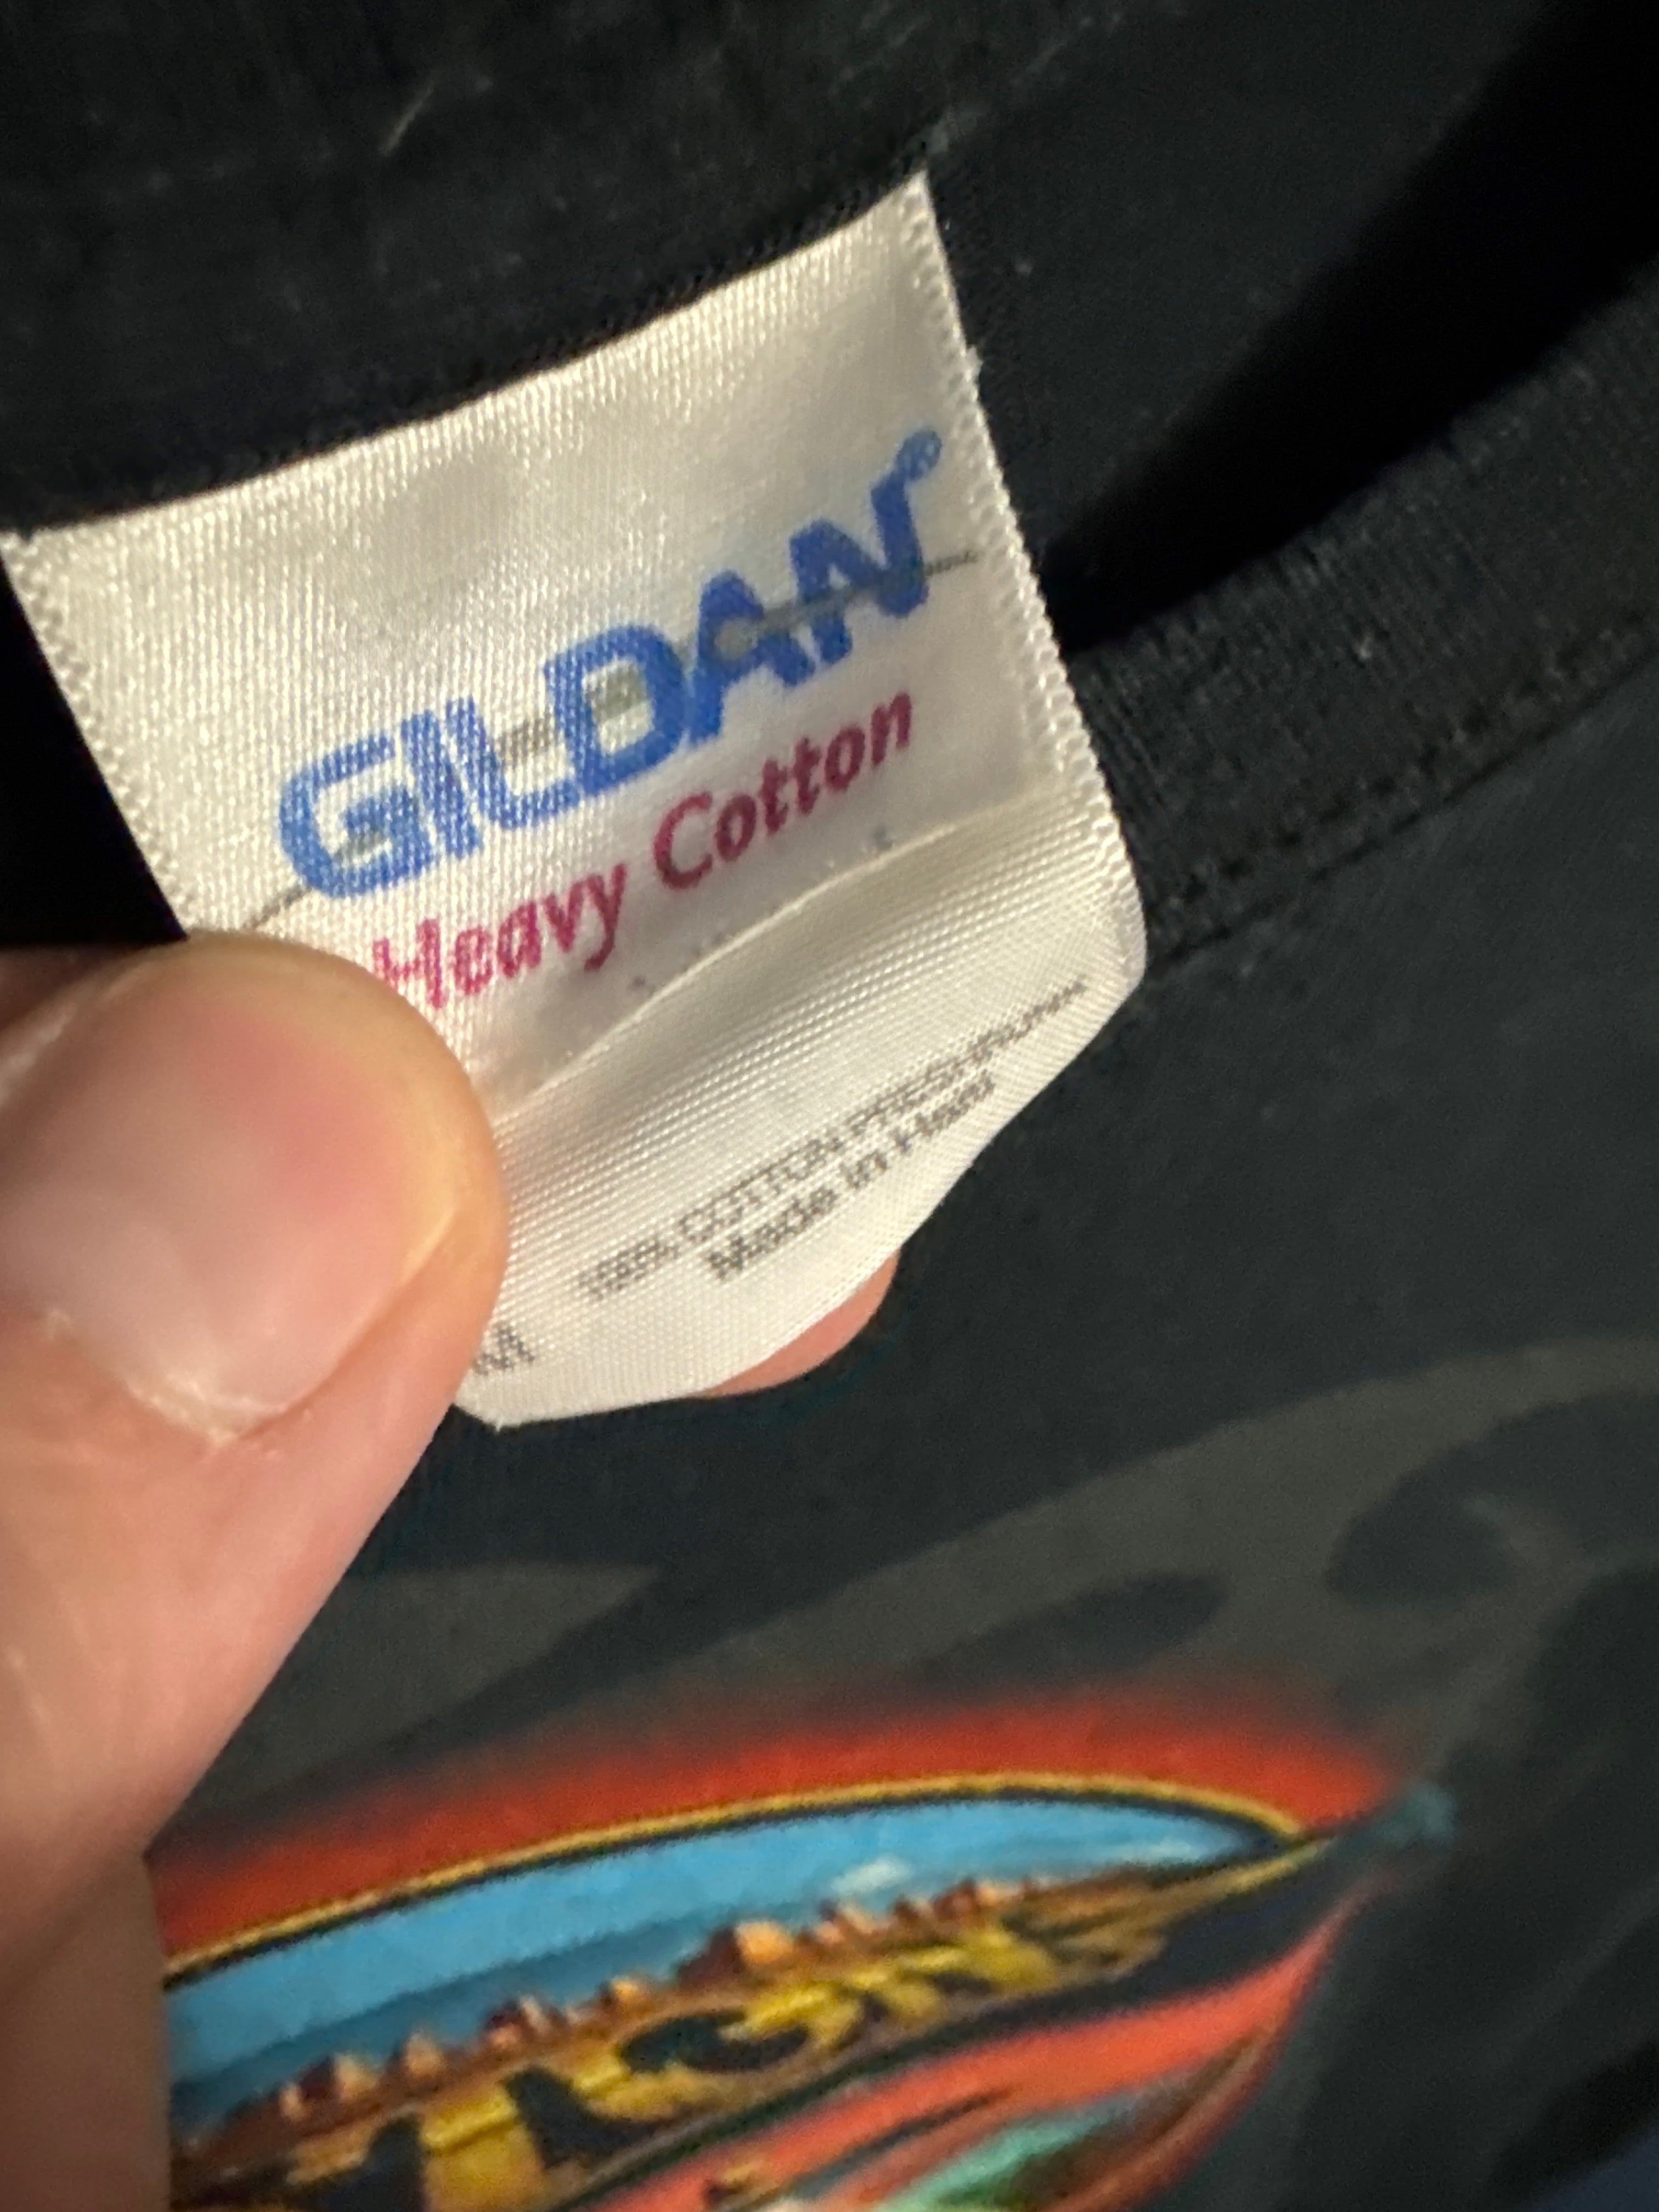 GILDAN®
Heavy Cotton
100% COTTON PRESHRUNK
Made in Haiti
M